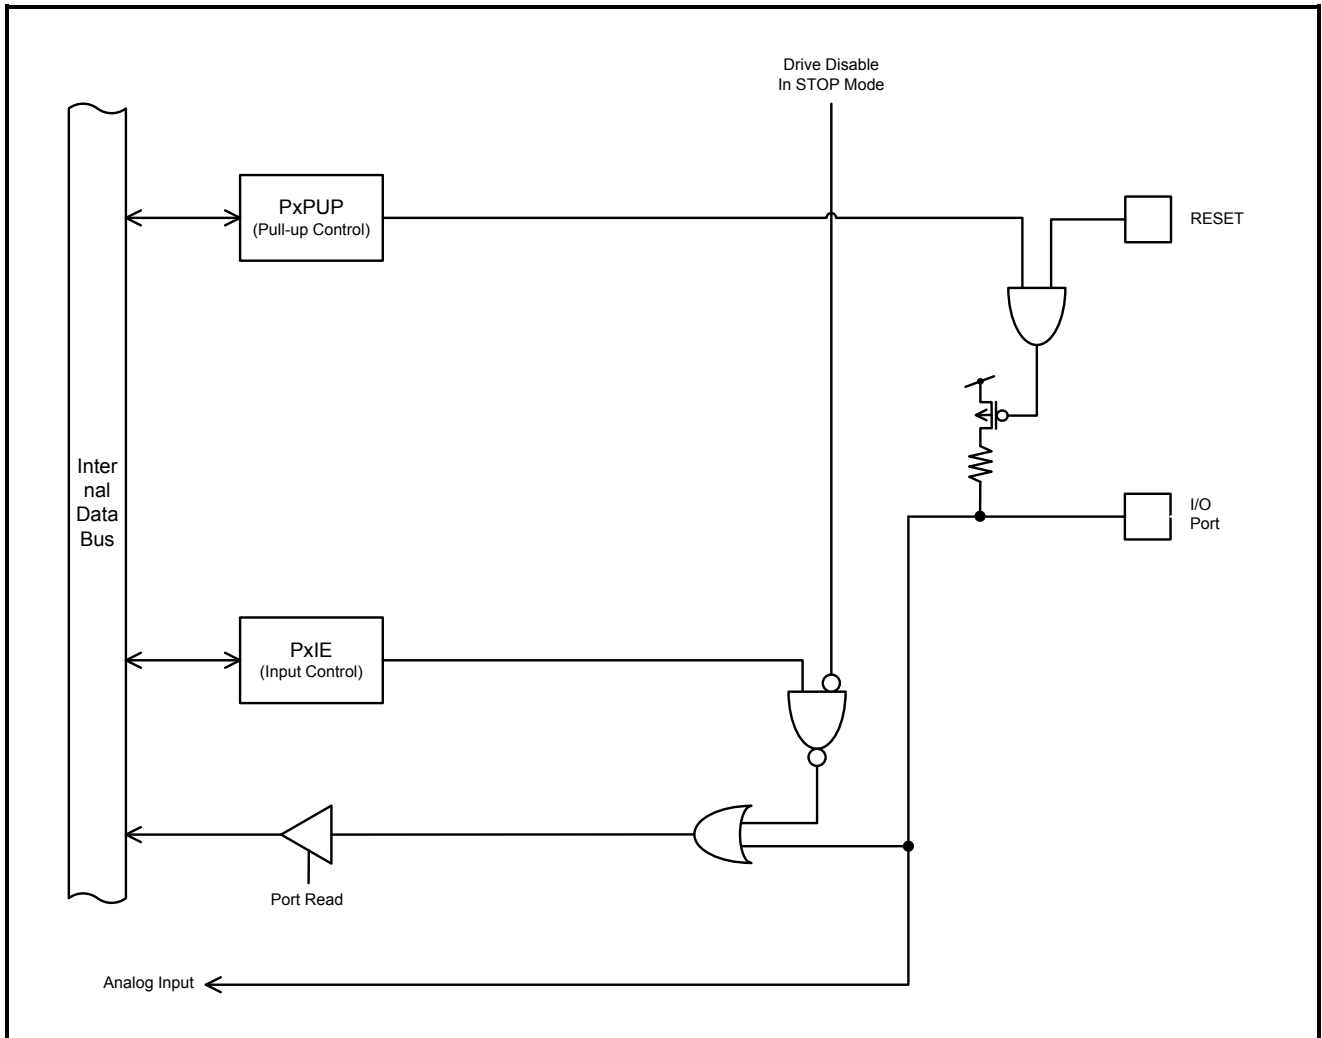 Drive Disable
In STOP Mode
PxPUP
(Pull-up Control)
RESET
Inter
nal
Data
Bus
I/O
Port
PxIE
(Input Control)
Port Read
Analog Input